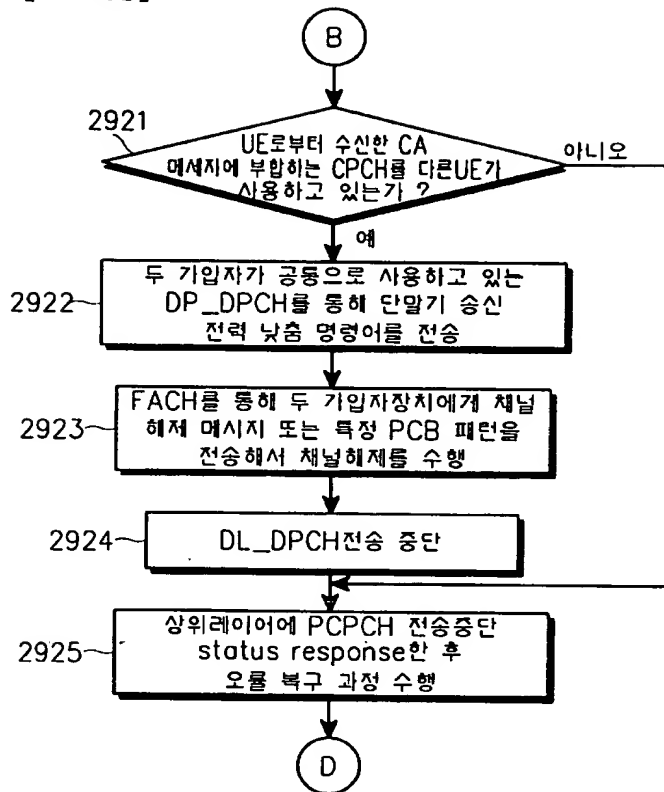 B
2921
UE로부터 수신한 CA
메세지에 부합하는 CPCH를 다른UE가
사용하고 있는가 ?
아니오
예
2922
두 가입자가 공통으로 사용하고 있는
DP_DPCH를 통해 단말기 송신
전력 낮춤 명령어를 전송
2923
FACH를 통해 두 가입자장치에게 채널
해제 메시지 또는 특정 PCB 패턴을
전송해서 채널해제를 수행
2924
DL_DPCH전송 중단
2925
상위레이어에 PCPCH 전송중단
status response한 후
오률 복구 과정 수행
D